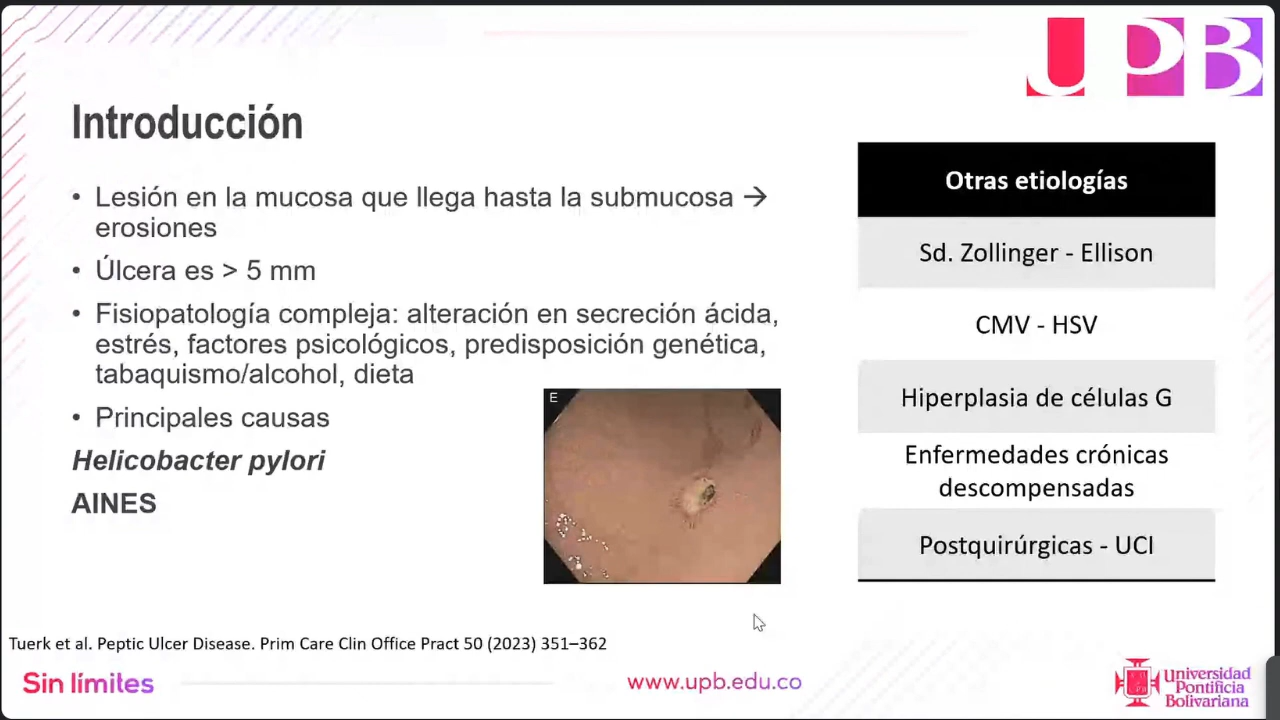 UPB
Introducción
• Lesión en la mucosa que llega hasta la submucosa →
erosiones
• Úlcera es > 5 mm
• Fisiopatología compleja: alteración en secreción ácida,
estrés, factores psicológicos, predisposición genética,
tabaquismo/alcohol, dieta
• Principales causas
Helicobacter pylori
AINES
E
Otras etiologías
Sd. Zollinger - Ellison
CMV - HSV
Hiperplasia de células G
Enfermedades crónicas
descompensadas
Postquirúrgicas - UCI
Tuerk et al. Peptic Ulcer Disease. Prim Care Clin Office Pract 50 (2023) 351–362
Sin límites
www.upb.edu.co
Universidad
Pontificia
Bolivariana